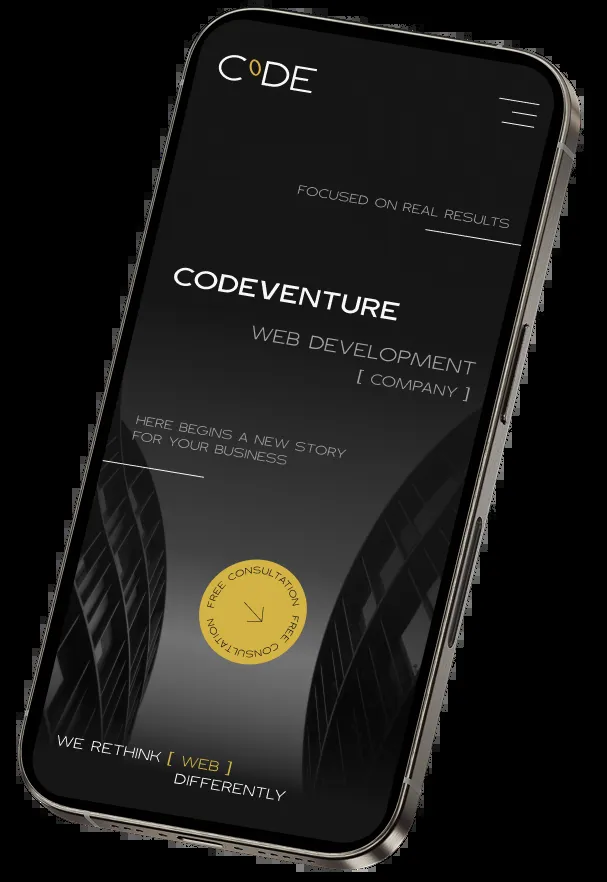 CODE
FOCUSED ON REAL RESULTS
CODEVENTURE
WEB DEVELOPMENT
[ COMPANY ]
HERE BEGINS A NEW STORY
FOR YOUR BUSINESS
FREE CONSULTATION FREE CONSULTATION
WE RETHINK [ WEB ]
DIFFERENTLY